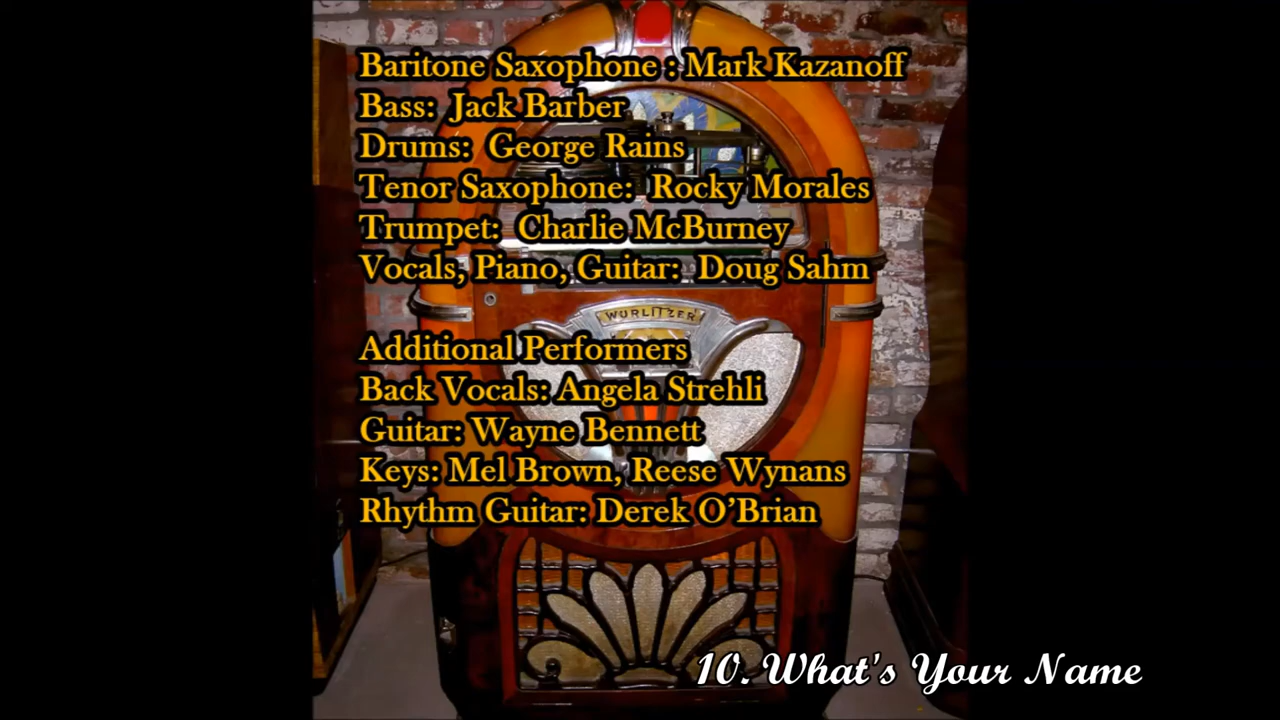 Baritone Saxophone : Mark Kazanoff
Bass: Jack Barber
Drums: George Rains
Tenor Saxophone: Rocky Morales
Trumpet: Charlie McBurney
Vocals, Piano, Guitar: Doug Sahm
WURLITZER
Additional Performers
Back Vocals: Angela Strehli
Guitar: Wayne Bennett
Keys: Mel Brown, Reese Wynans
Rhythm Guitar: Derek O’Brian
10. What's Your Name